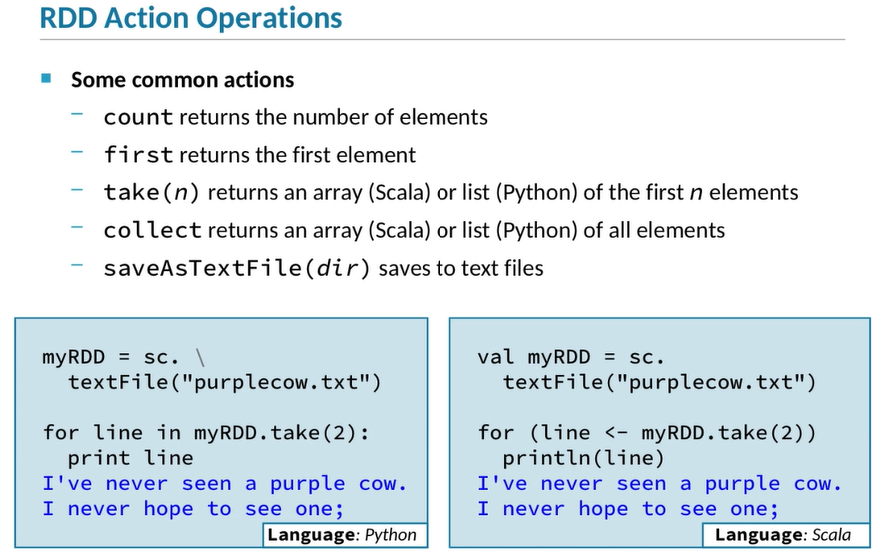 RDD Action Operations
Some common actions
– count returns the number of elements
– first returns the first element
– take(n) returns an array (Scala) or list (Python) of the first n elements
– collect returns an array (Scala) or list (Python) of all elements
– saveAsTextFile(dir) saves to text files
myRDD = sc. \
  textFile("purplecow.txt")
for line in myRDD.take(2):
  print line
I've never seen a purple cow.
I never hope to see one;
Language: Python
val myRDD = sc.
  textFile("purplecow.txt")
for (line <- myRDD.take(2))
  println(line)
I've never seen a purple cow.
I never hope to see one;
Language: Scala